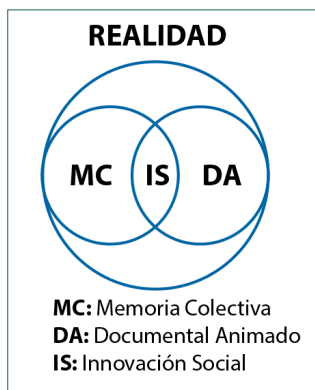 REALIDAD
MC IS DA
MC: Memoria Colectiva
DA: Documental Animado
IS: Innovación Social